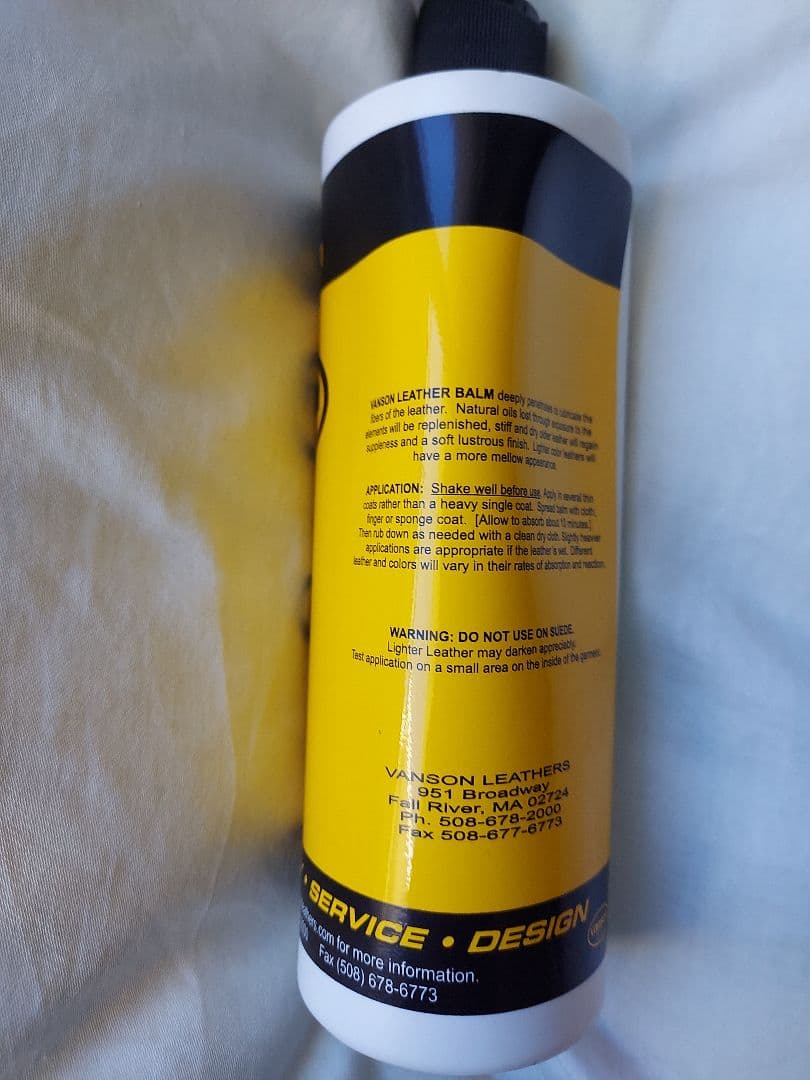 VANSON LEATHER BALM deeply penetrates to lubricate the
fibers of the leather. Natural oils lost through exposure to the
elements will be replenished, stiff and dry older leather will regain
suppleness and a soft lustrous finish. Lighter color leathers will
have a more mellow appearance.
APPLICATION: Shake well before use. Apply in several thin
coats rather than a heavy single coat. Spread balm with cloth,
finger or sponge coat. [Allow to absorb about 10 minutes.]
Then rub down as needed with a clean dry cloth. Slightly heavier
applications are appropriate if the leather is wet. Different
leather and colors will vary in their rates of absorption and reaction.
WARNING: DO NOT USE ON SUEDE.
Lighter Leather may darken appreciably.
Test application on a small area on the inside of the garment.
VANSON LEATHERS
951 Broadway
Fall River, MA 02724
Ph. 508-678-2000
Fax 508-677-6773
• SERVICE • DESIGN
.com for more information.
Fax (508) 678-6773